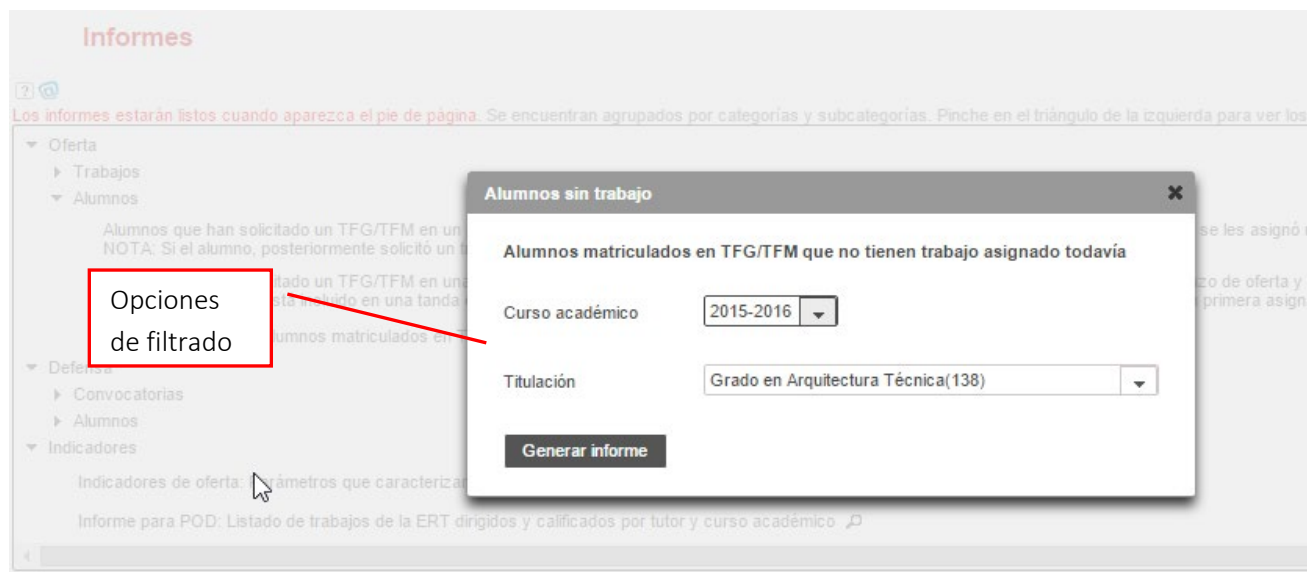 Informes
?
Los informes estarán listos cuando aparezca el pie de página. Se encuentran agrupados por categorías y subcategorías. Pinche en el triángulo de la izquierda para ver los
Oferta
Trabajos
Alumnos
Alumnos que han solicitado un TFG/TFM en un
se les asignó
NOTA: Si el alumno, posteriormente solicitó un
Alumnos sin trabajo
Alumnos matriculados en TFG/TFM que no tienen trabajo asignado todavía
Curso académico 2015-2016
Titulación Grado en Arquitectura Técnica(138)
Generar informe
Opciones
de filtrado
itado un TFG/TFM en una
zo de oferta y
incluido en una tanda
primera asign
umnos matriculados en
Defensa
Convocatorias
Alumnos
Indicadores
Indicadores de oferta: Parámetros que caracterizan
Informe para POD: Listado de trabajos de la ERT dirigidos y calificados por tutor y curso académico